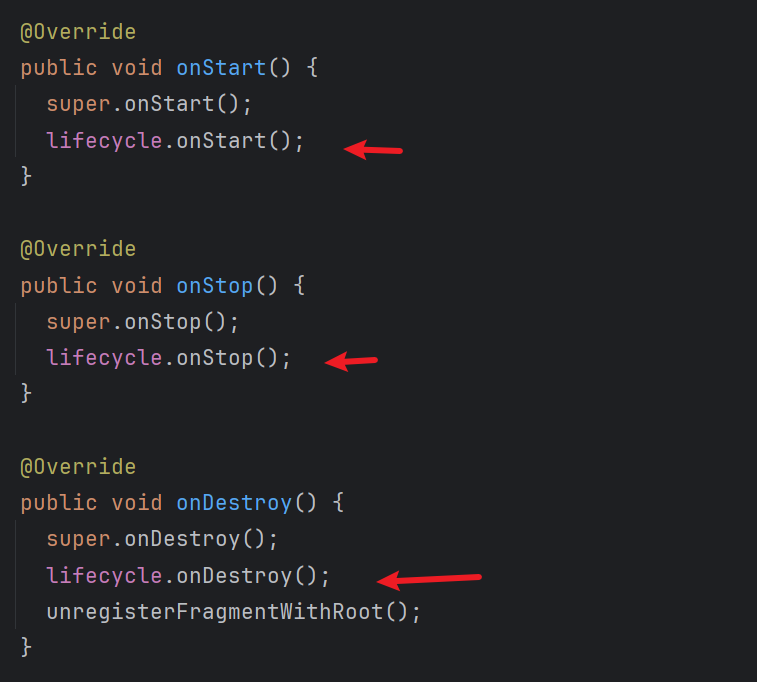 @Override
public void onStart() {
super.onStart();
lifecycle.onStart();
}
@Override
public void onStop() {
super.onStop();
lifecycle.onStop();
}
@Override
public void onDestroy() {
super.onDestroy();
lifecycle.onDestroy();
unregisterFragmentWithRoot();
}